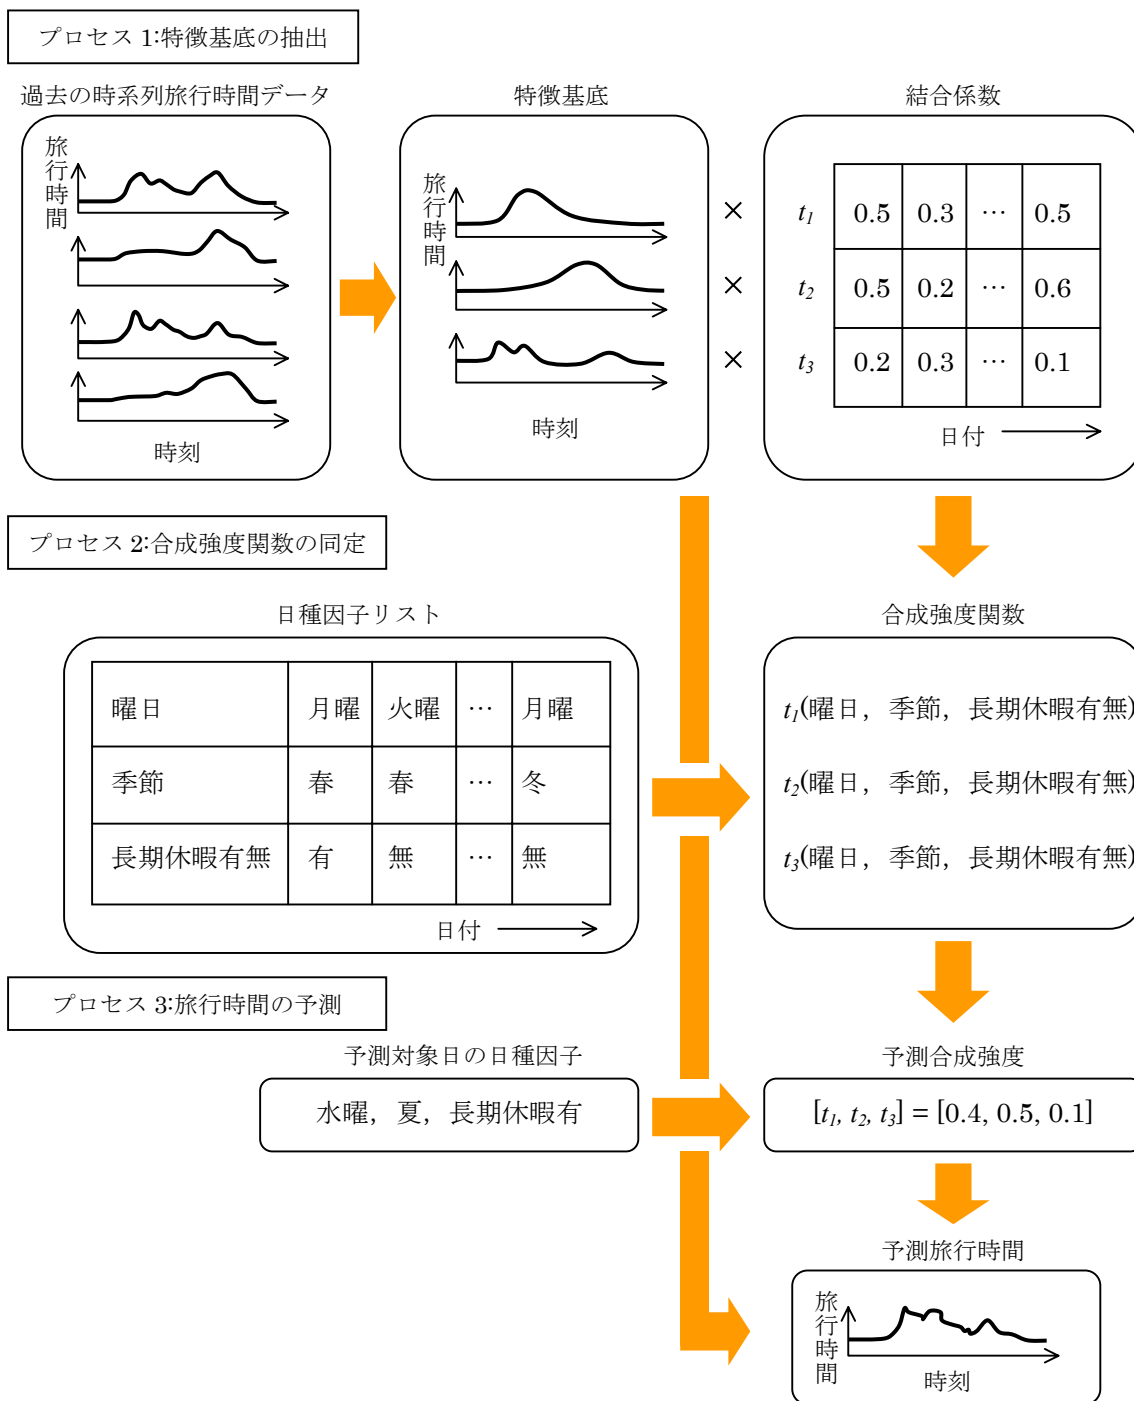 プロセス 1:特徴基底の抽出
過去の時系列旅行時間データ
特徴基底
結合係数
旅行時間
時刻
旅行時間
時刻
×
×
×
t1 0.5 0.3 … 0.5
t2 0.5 0.2 … 0.6
t3 0.2 0.3 … 0.1
日付
プロセス 2:合成強度関数の同定
日種因子リスト
曜日 月曜 火曜 … 月曜
季節 春 春 … 冬
長期休暇有無 有 無 … 無
日付
合成強度関数
t1(曜日，季節，長期休暇有無)
t2(曜日，季節，長期休暇有無)
t3(曜日，季節，長期休暇有無)
プロセス 3:旅行時間の予測
予測対象日の日種因子
水曜，夏，長期休暇有
予測合成強度
[t1, t2, t3] = [0.4, 0.5, 0.1]
予測旅行時間
旅行時間
時刻